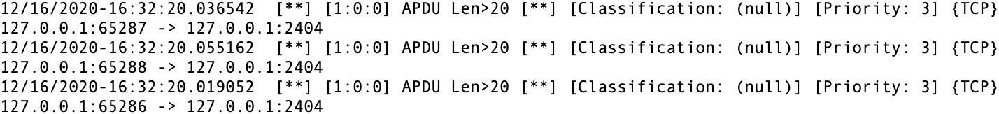 12/16/2020-16:32:20.036542  [**] [1:0:0] APDU Len>20 [**] [Classification: (null)] [Priority: 3] {TCP}
127.0.0.1:65287 -> 127.0.0.1:2404
12/16/2020-16:32:20.055162  [**] [1:0:0] APDU Len>20 [**] [Classification: (null)] [Priority: 3] {TCP}
127.0.0.1:65288 -> 127.0.0.1:2404
12/16/2020-16:32:20.019052  [**] [1:0:0] APDU Len>20 [**] [Classification: (null)] [Priority: 3] {TCP}
127.0.0.1:65286 -> 127.0.0.1:2404